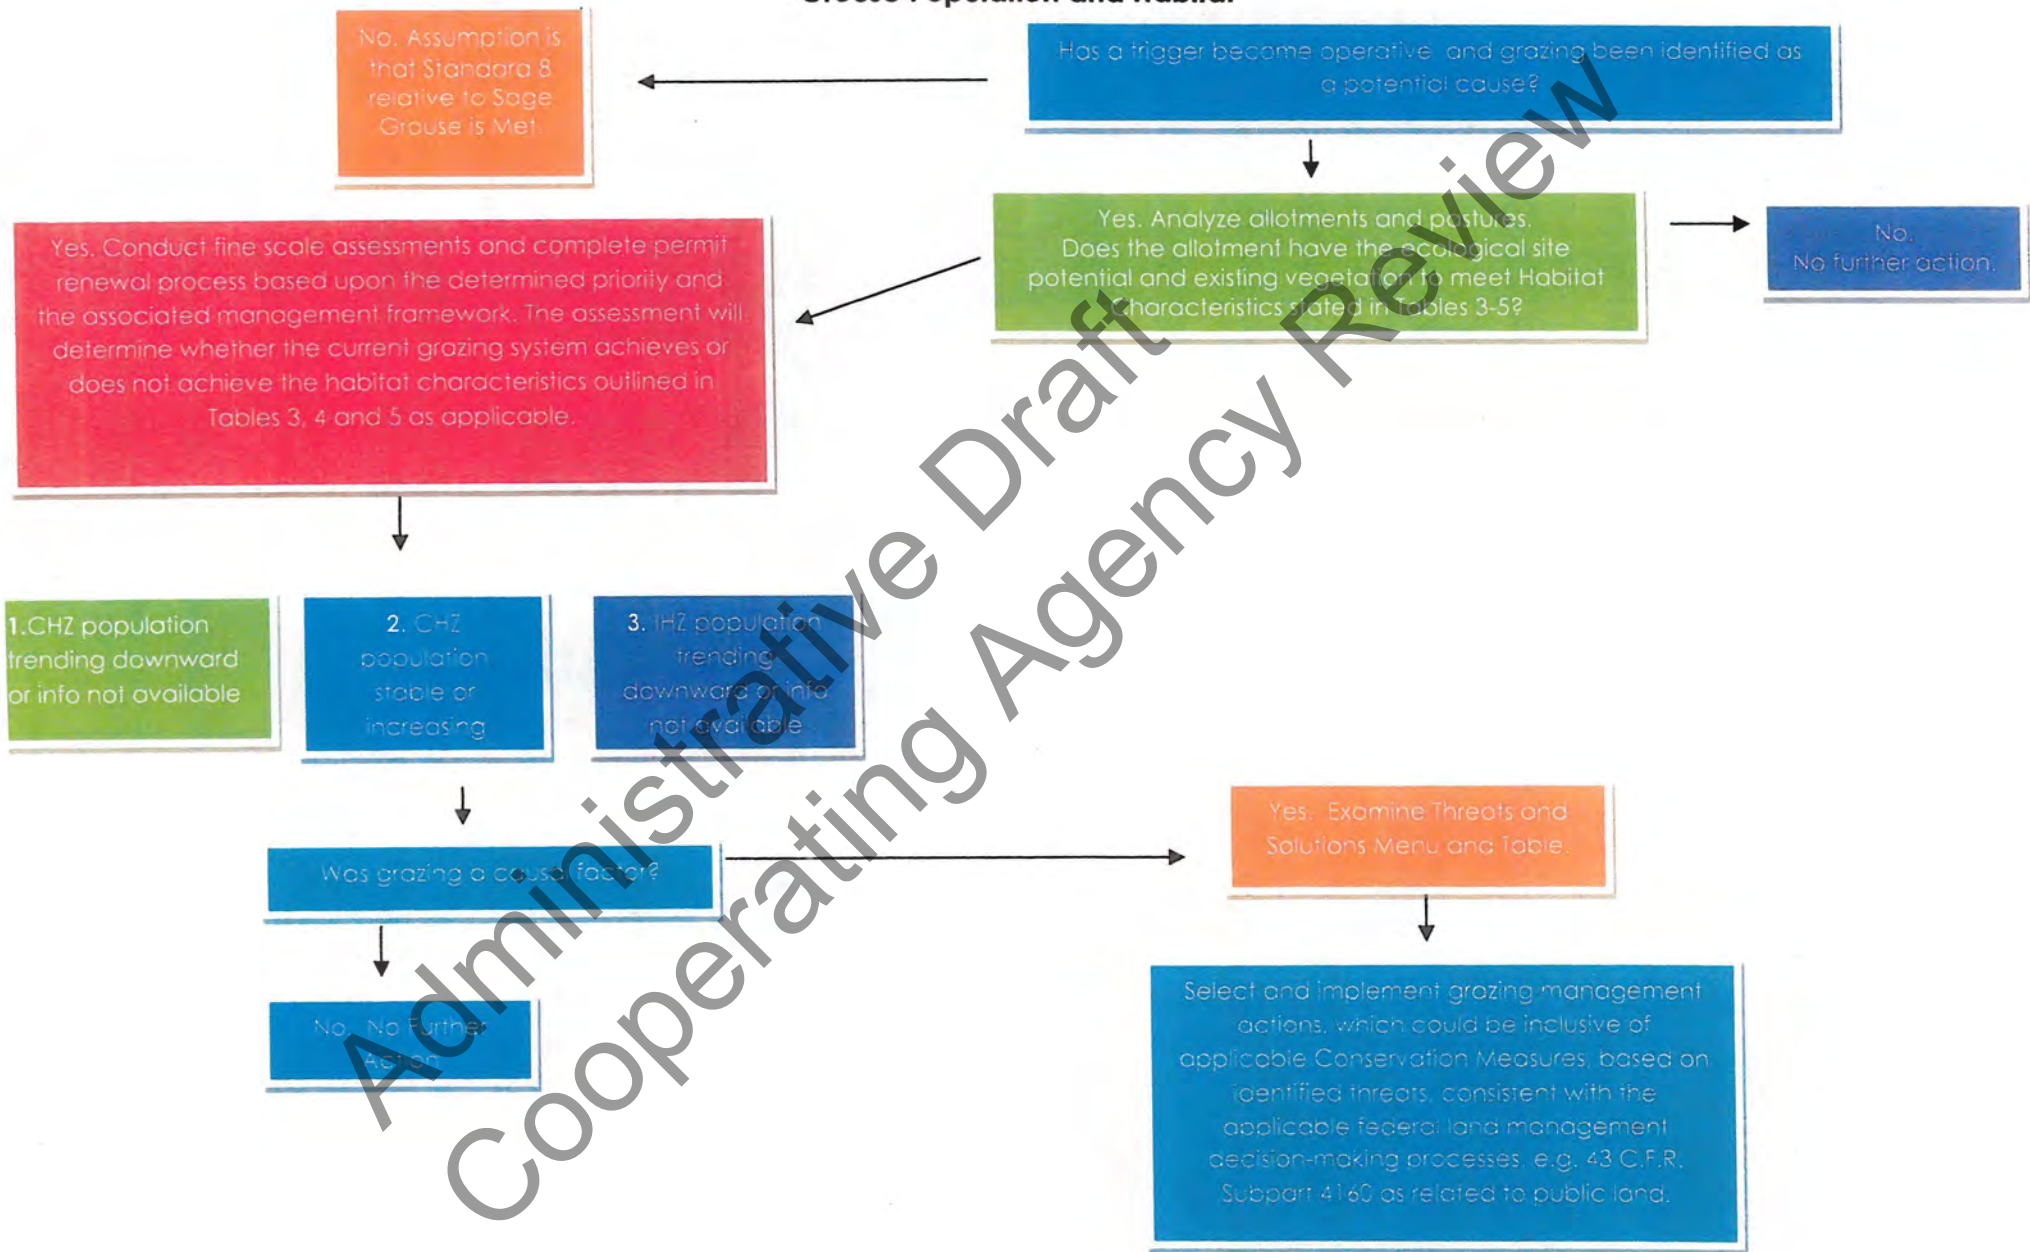 No. Assumption is
that Standard 8
relative to Sage
Grouse is Met.
Has a trigger become operative and grazing been identified as
a potential cause?
Yes. Analyze allotments and pastures.
Does the allotment have the ecological site
potential and existing vegetation to meet Habitat
characteristics stated in Tables 3-5?
No.
No further action.
Yes. Conduct fine scale assessments and complete permit
renewal process based upon the determined priority and
the associated management framework. The assessment will
determine whether the current grazing system achieves or
does not achieve the habitat characteristics outlined in
Tables 3, 4 and 5 as applicable.
1.CHZ population
trending downward
or info not available
2. CHZ
population
stable or
increasing
3. IHZ population
trending
downward or info
not available
Was grazing a causal factor?
Yes. Examine Threats and
Solutions Menu and Table.
No. No Further
Action
Select and implement grazing management
actions, which could be inclusive of
applicable Conservation Measures, based on
identified threats, consistent with the
applicable federal land management
decision-making processes, e.g. 43 C.F.R.
Subpart 4160 as related to public land.
Administrative Draft
Cooperating Agency Review